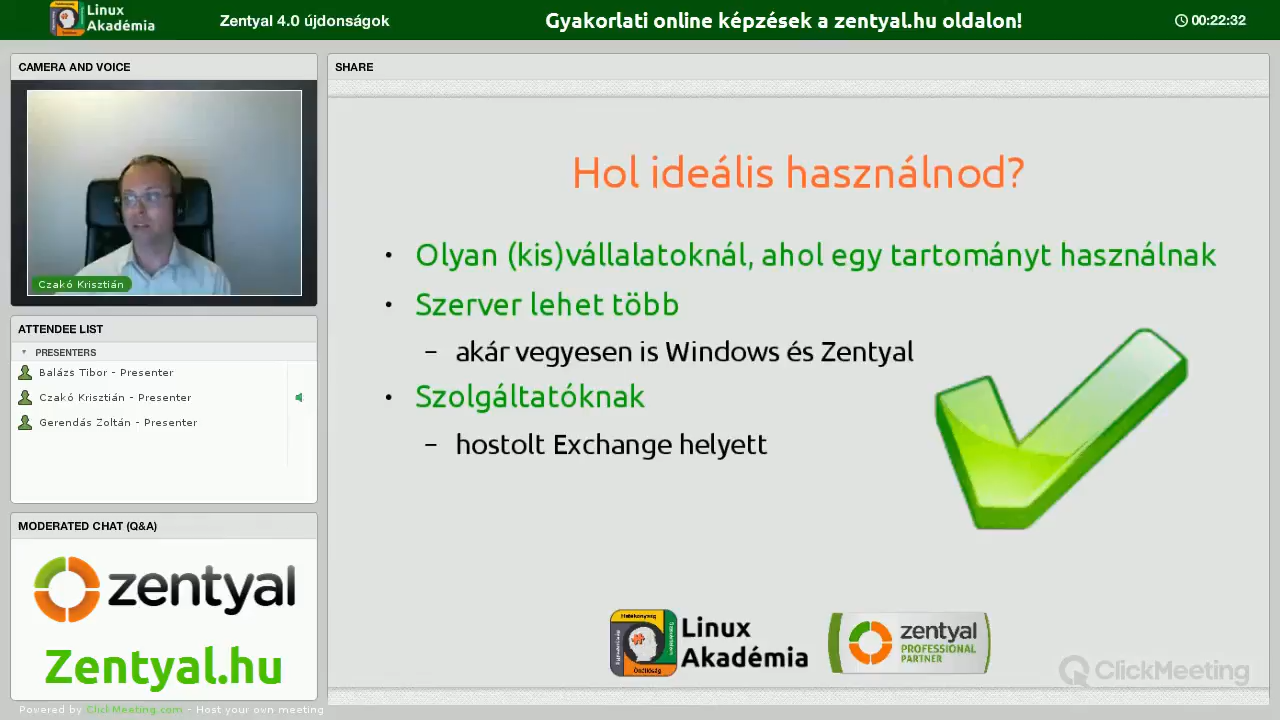 Linux
Akadémia
Zentyal 4.0 újdonságok
Gyakorlati online képzések a zentyal.hu oldalon!
00:22:32
CAMERA AND VOICE
Czakó Krisztián
ATTENDEE LIST
PRESENTERS
Balázs Tibor - Presenter
Czakó Krisztián - Presenter
Gerendás Zoltán - Presenter
MODERATED CHAT (Q&A)
zentyal
Zentyal.hu
SHARE
Hol ideális használnod?
• Olyan (kis)vállalatoknál, ahol egy tartományt használnak
• Szerver lehet több
– akár vegyesen is Windows és Zentyal
• Szolgáltatóknak
– hostolt Exchange helyett
Hatékonyság
Linux
Akadémia
zentyal
PROFESSIONAL
PARTNER
ClickMeeting
Powered by ClickMeeting.com - Host your own meeting